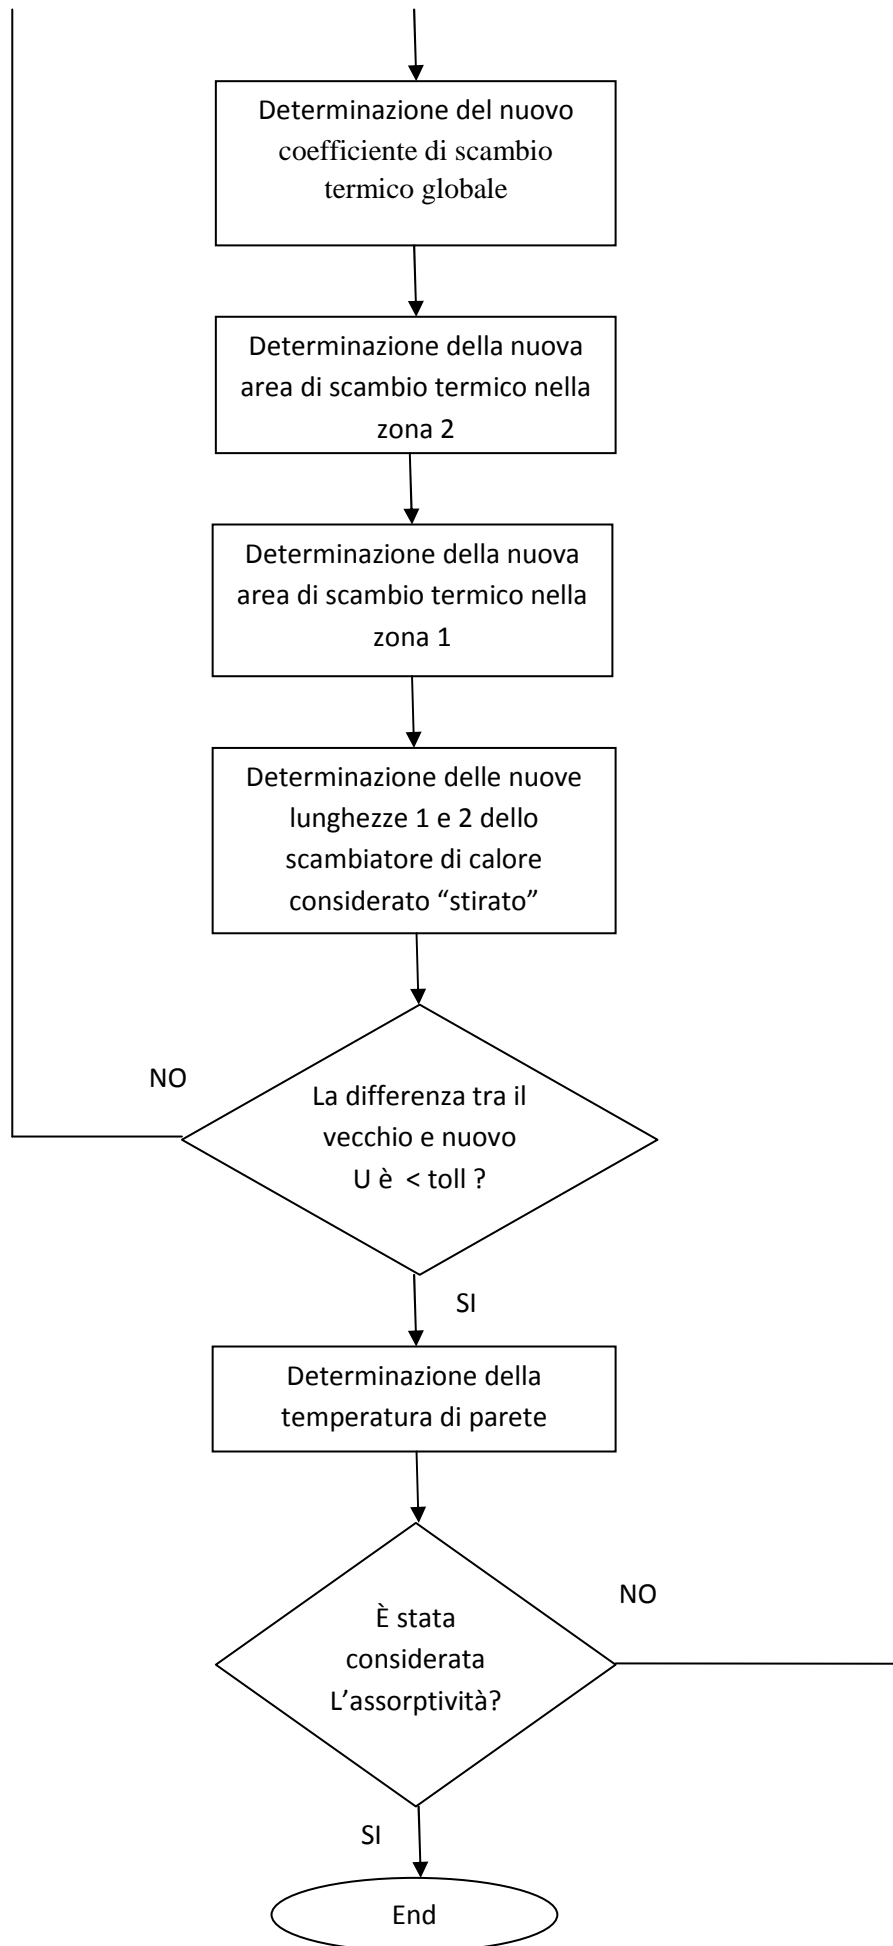 Determinazione del nuovo
coefficiente di scambio
termico globale
Determinazione della nuova
area di scambio termico nella
zona 2
Determinazione della nuova
area di scambio termico nella
zona 1
Determinazione delle nuove
lunghezze 1 e 2 dello
scambiatore di calore
considerato “stirato”
NO
La differenza tra il
vecchio e nuovo
U è < toll ?
SI
Determinazione della
temperatura di parete
NO
È stata
considerata
L’assorptività?
SI
End